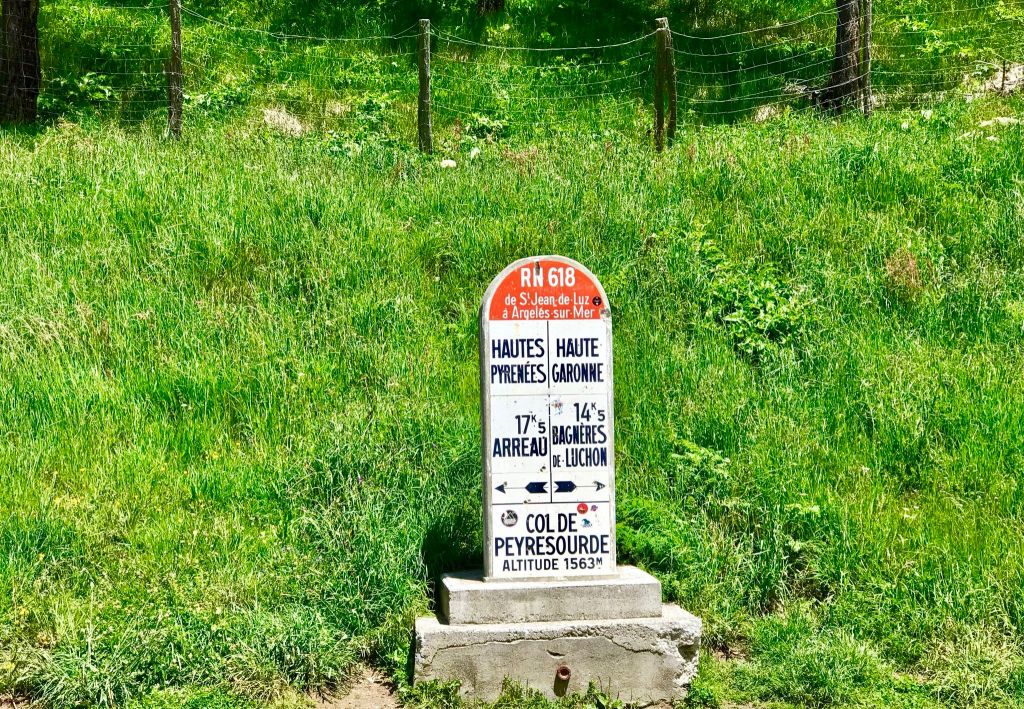 RN 618
de St Jean-de-Luz
à Argelès-sur-Mer
HAUTES
PYRENÉES
HAUTE
GARONNE
17K5
ARREAU
14K5
BAGNÈRES
DE-LUCHON
COL DE
PEYRESOURDE
ALTITUDE 1563M